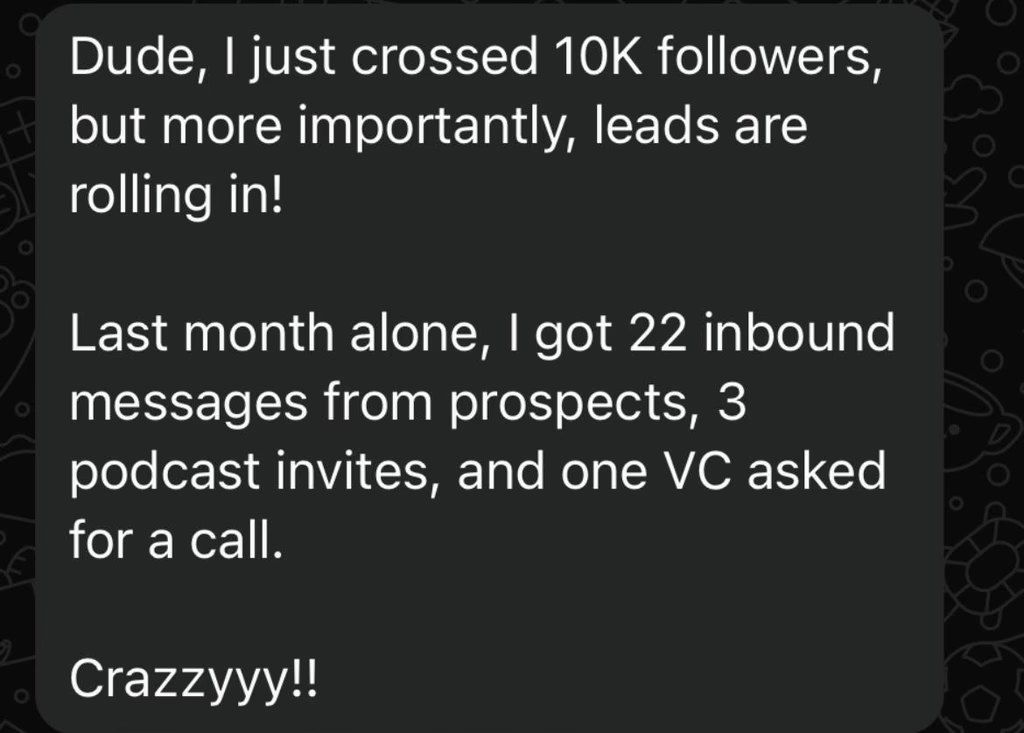 Dude, I just crossed 10K followers,
but more importantly, leads are
rolling in!
Last month alone, I got 22 inbound
messages from prospects, 3
podcast invites, and one VC asked
for a call.
Crazzyyy!!